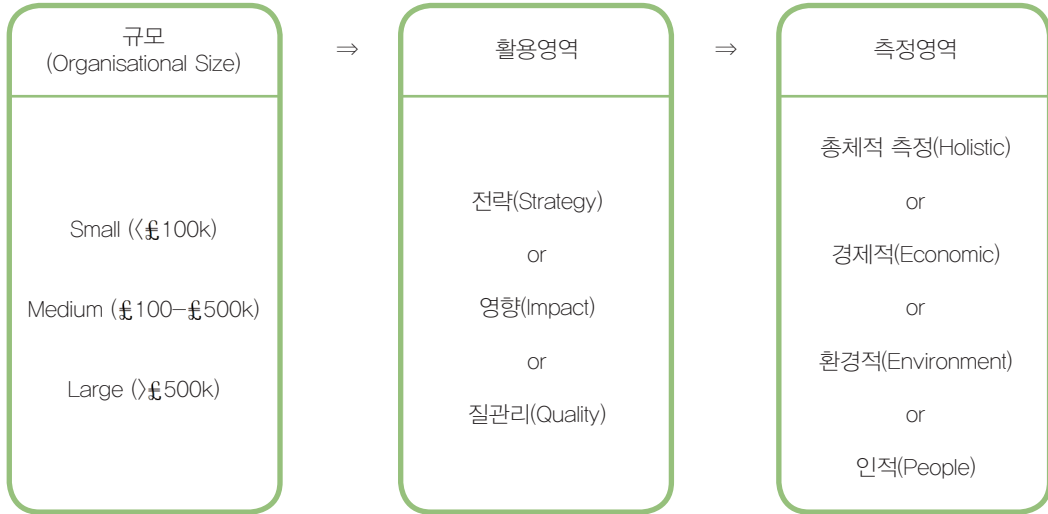 규모
(Organisational Size)
⇒
활용영역
⇒
측정영역
Small (〈₤100k)
Medium (₤100-₤500k)
Large (〉₤500k)
전략(Strategy)
or
영향(Impact)
or
질관리(Quality)
총체적 측정(Holistic)
or
경제적(Economic)
or
환경적(Environment)
or
인적(People)